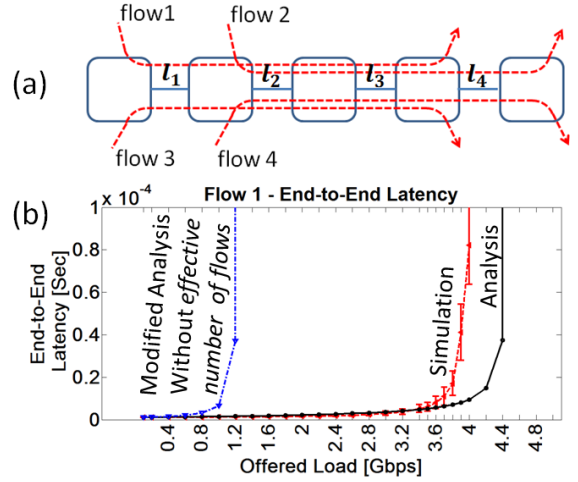 flow1
flow 2
(a)
l1
l2
l3
l4
flow 3
flow 4
(b)
1 x 10^-4
Flow 1 - End-to-End Latency
End-to-End
Latency [Sec]
0.8
0.6
0.4
0.2
0
Modified Analysis
Without effective
number of flows
Simulation
Analysis
0.4
0.8
1.2
1.6
2
2.4
2.8
3.2
3.6
4
4.4
4.8
Offered Load [Gbps]